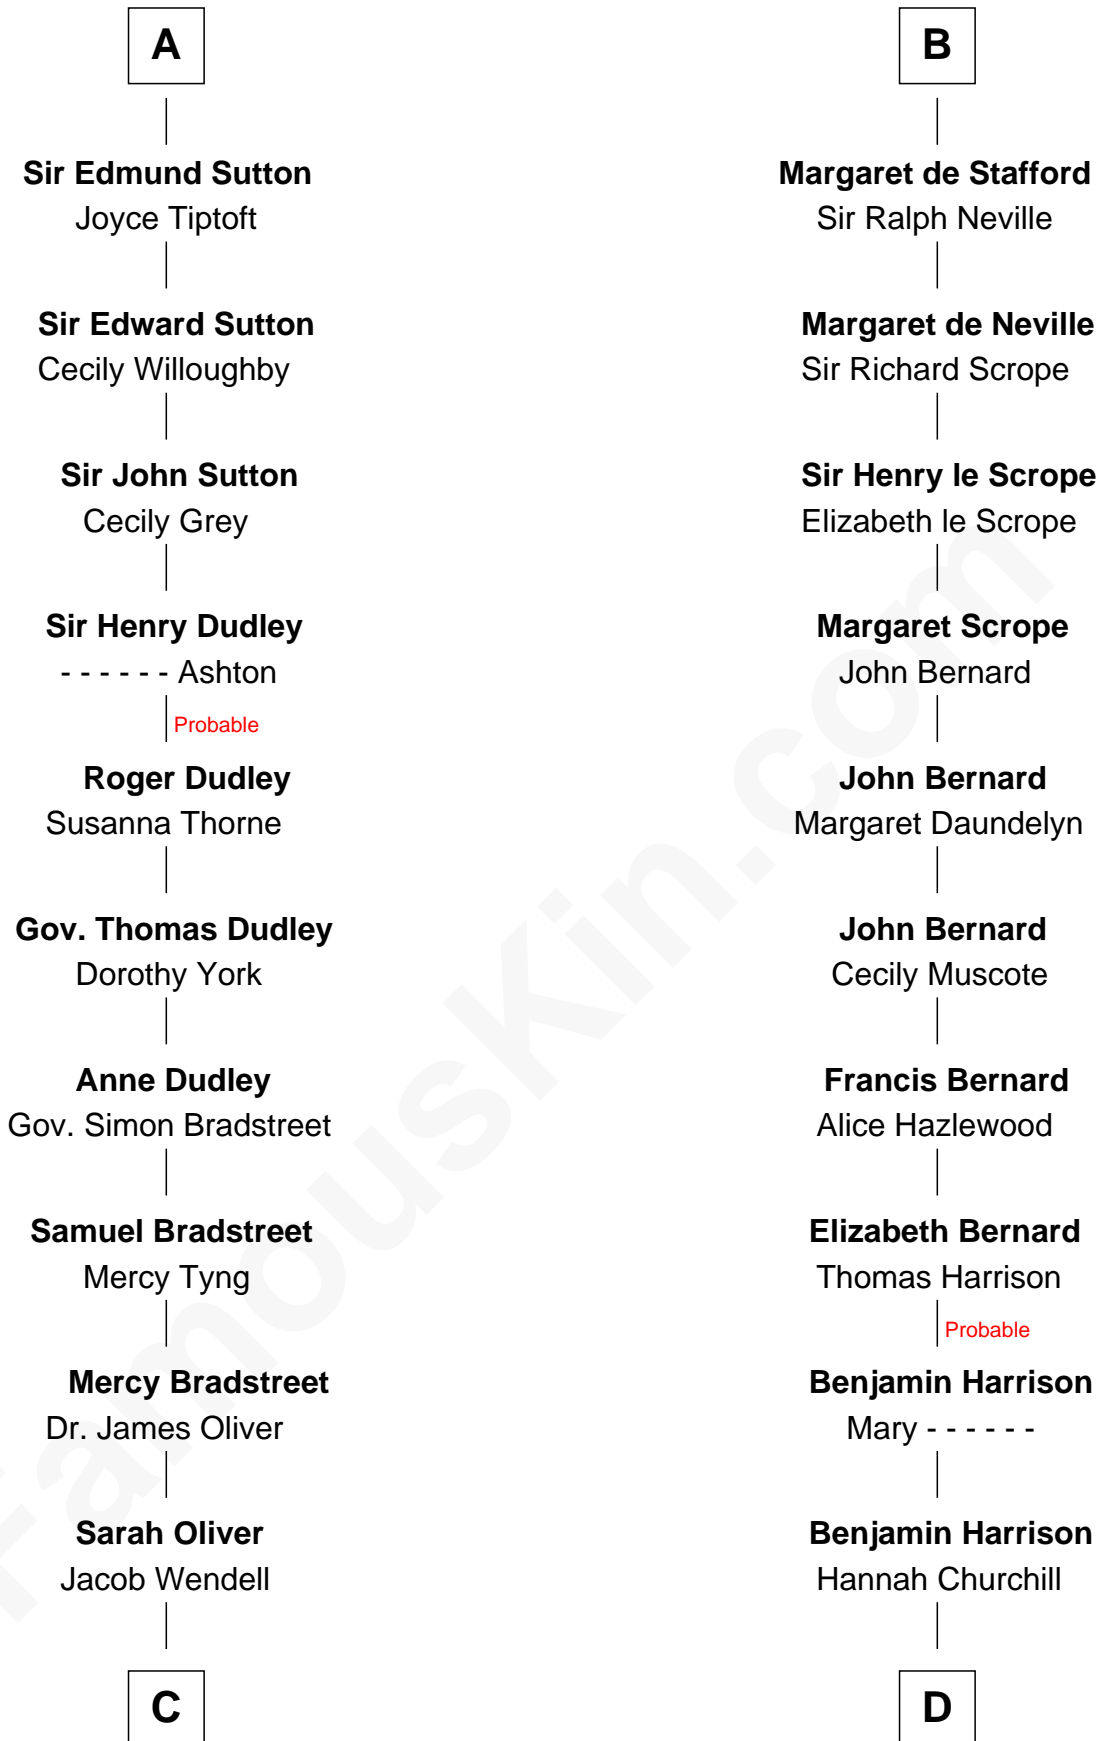 A
Sir Edmund Sutton
Joyce Tiptoft
Sir Edward Sutton
Cecily Willoughby
Sir John Sutton
Cecily Grey
Sir Henry Dudley
- - - - - - Ashton
Probable
Roger Dudley
Susanna Thorne
Gov. Thomas Dudley
Dorothy York
Anne Dudley
Gov. Simon Bradstreet
Samuel Bradstreet
Mercy Tyng
Mercy Bradstreet
Dr. James Oliver
Sarah Oliver
Jacob Wendell
C
B
Margaret de Stafford
Sir Ralph Neville
Margaret de Neville
Sir Richard Scrope
Sir Henry le Scrope
Elizabeth le Scrope
Margaret Scrope
John Bernard
John Bernard
Margaret Daundelyn
John Bernard
Cecily Muscote
Francis Bernard
Alice Hazlewood
Elizabeth Bernard
Thomas Harrison
Probable
Benjamin Harrison
Mary - - - - - -
Benjamin Harrison
Hannah Churchill
D
FamousKin.com